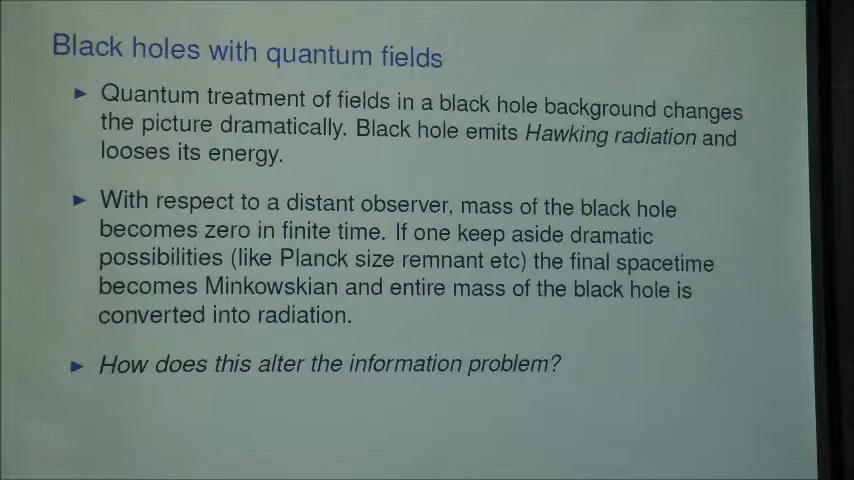 Black holes with quantum fields
▶ Quantum treatment of fields in a black hole background changes
the picture dramatically. Black hole emits Hawking radiation and
looses its energy.
▶ With respect to a distant observer, mass of the black hole
becomes zero in finite time. If one keep aside dramatic
possibilities (like Planck size remnant etc) the final spacetime
becomes Minkowskian and entire mass of the black hole is
converted into radiation.
▶ How does this alter the information problem?